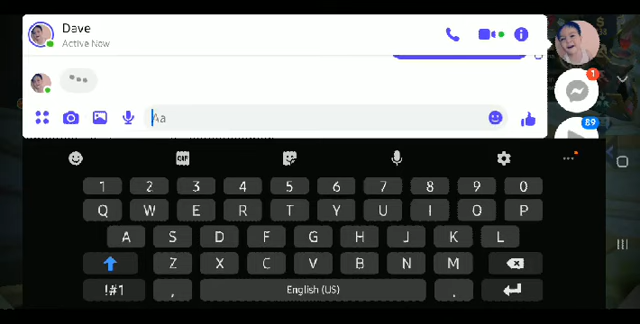 Dave
Active Now
1
Aa
89
GIF
1 2 3 4 5 6 7 8 9 0
Q W E R T Y U I O P
A S D F G H J K L
Z X C V B N M
!#1 , English (US) .